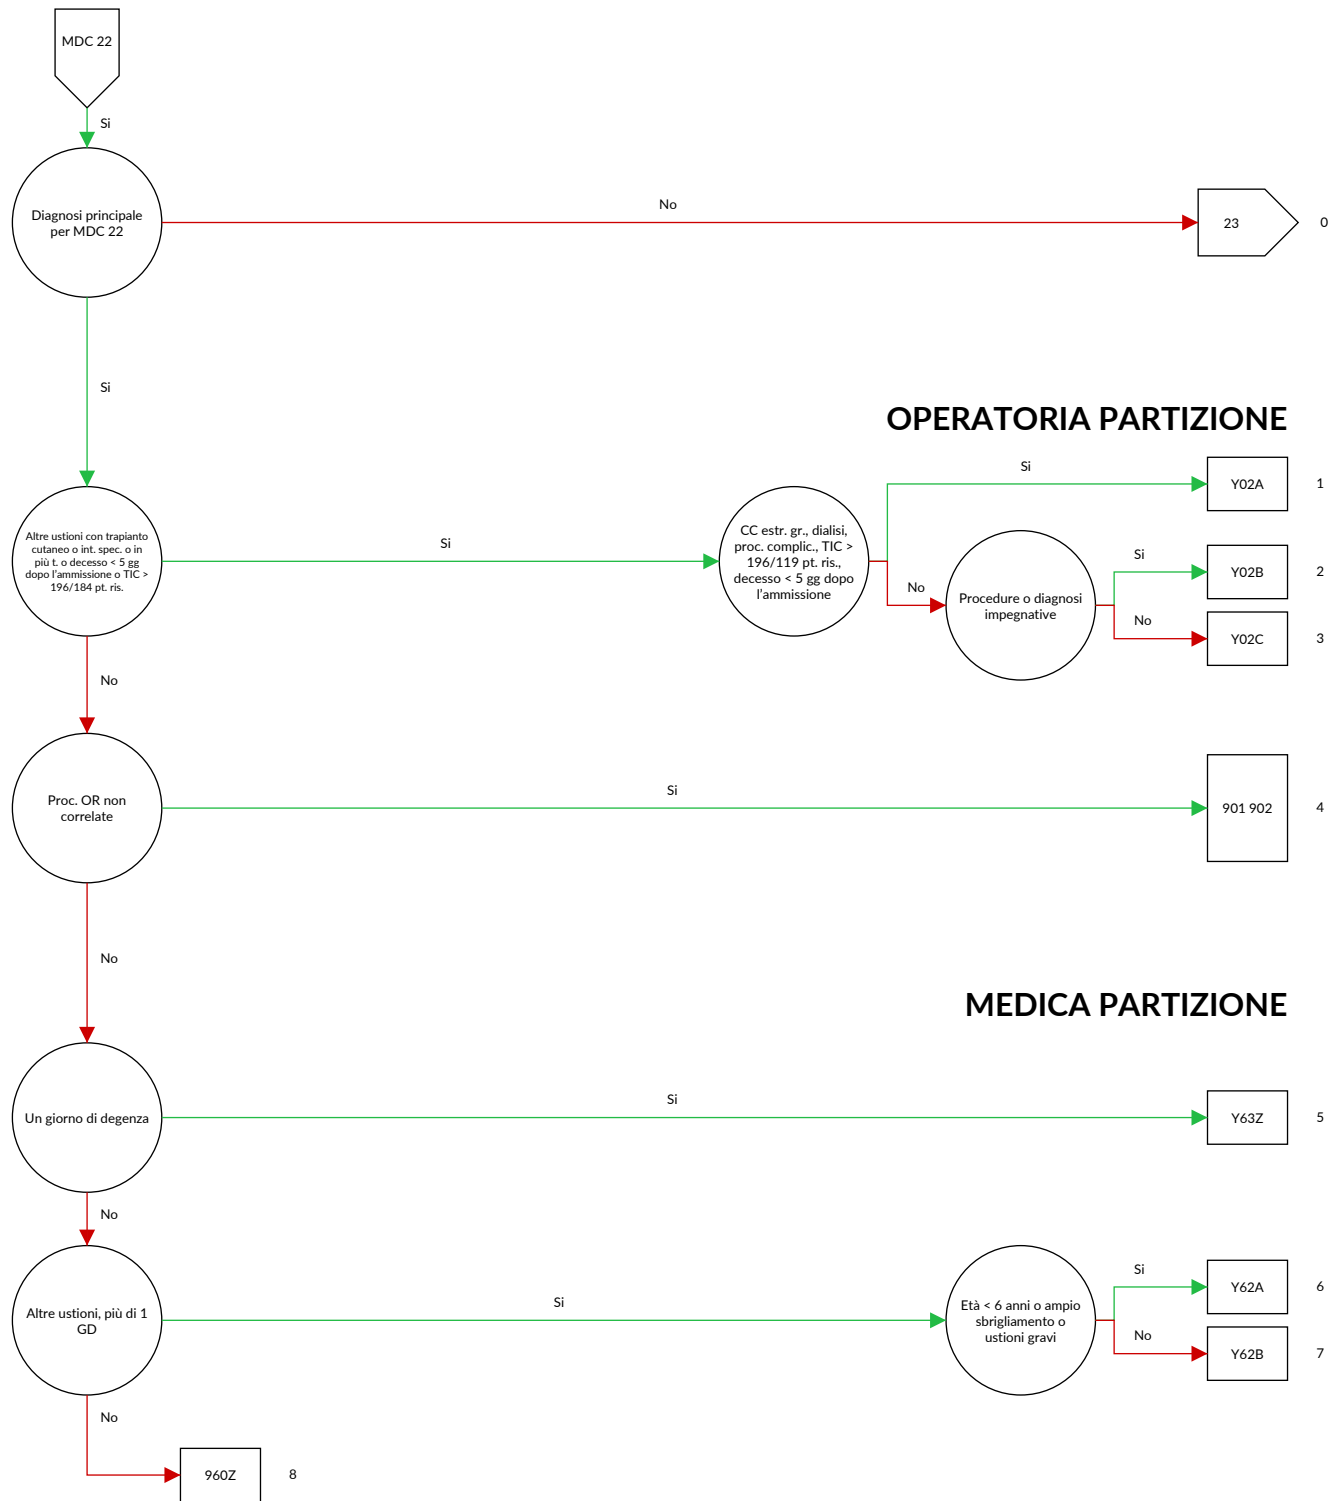 MDC 22
Si
Diagnosi principale
per MDC 22
No
23
0
Si
OPERATORIA PARTIZIONE
Altre ustioni con trapianto
cutaneo o int. spec. o in
più t. o decesso < 5 gg
dopo l'ammissione o TIC >
196/184 pt. ris.
Si
CC estr. gr., dialisi,
proc. complic., TIC >
196/119 pt. ris.,
decesso < 5 gg dopo
l'ammissione
Si
Y02A
1
No
Procedure o diagnosi
impegnative
Si
Y02B
2
No
Y02C
3
No
Proc. OR non
correlate
Si
901 902
4
No
MEDICA PARTIZIONE
Un giorno di degenza
Si
Y63Z
5
No
Altre ustioni, più di 1
GD
Si
Età < 6 anni o ampio
sbrigliamento o
ustioni gravi
Si
Y62A
6
No
Y62B
7
No
960Z
8